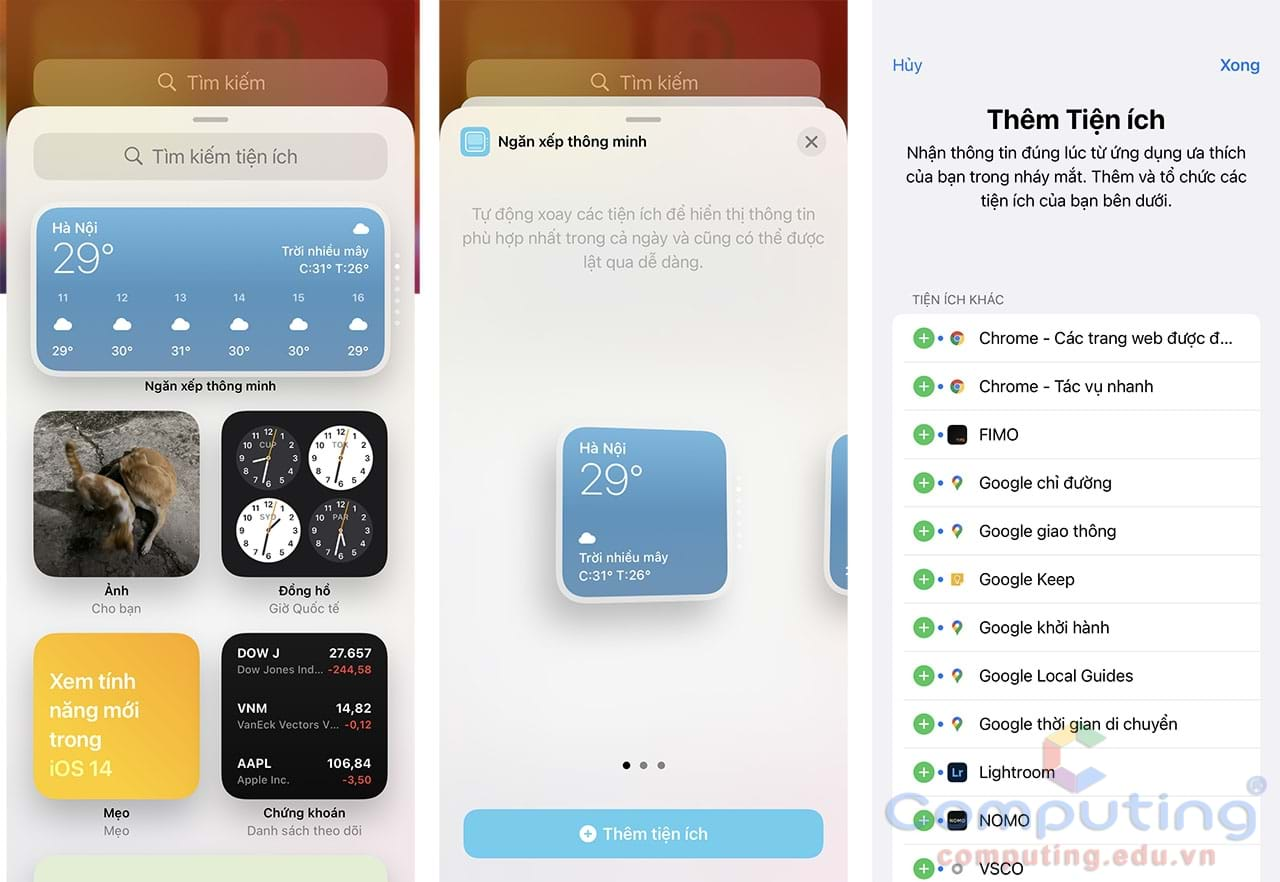 Tìm kiếm
Tìm kiếm tiện ích
Hà Nội
29°
Trời nhiều mây
C:31° T:26°
11 12 13 14 15 16
29° 30° 31° 30° 30° 29°
Ngăn xếp thông minh
Ảnh
Cho bạn
CUP
TOK
SYD
PAR
Đồng hồ
Giờ Quốc tế
Xem tính
năng mới
trong
iOS 14
Mẹo
Mẹo
DOW J 27.657
Dow Jones Ind... -244,58
VNM 14,82
VanEck Vectors V... -0,12
AAPL 106,84
Apple Inc. -3,50
Chứng khoán
Danh sách theo dõi
Tìm kiếm
Ngăn xếp thông minh
Tự động xoay các tiện ích để hiển thị thông tin
phù hợp nhất trong cả ngày và cũng có thể được
lật qua dễ dàng.
Hà Nội
29°
Trời nhiều mây
C:31° T:26°
Thêm tiện ích
Hủy
Xong
Thêm Tiện ích
Nhận thông tin đúng lúc từ ứng dụng ưa thích
của bạn trong nháy mắt. Thêm và tổ chức các
tiện ích của bạn bên dưới.
TIỆN ÍCH KHÁC
Chrome - Các trang web được đ...
Chrome - Tác vụ nhanh
FIMO
Google chỉ đường
Google giao thông
Google Keep
Google khởi hành
Google Local Guides
Google thời gian di chuyển
Lr Lightroom
NOMO NOMO
VSCO
Computing®
computing.edu.vn